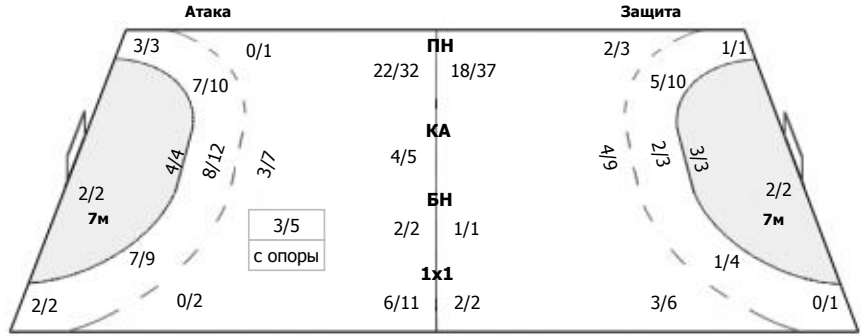 Атака Защита
3/3 0/1 ПН 2/3 1/1
7/10 22/32 18/37 5/10
КА
4/4 8/12 3/7 4/5 4/9 2/3 3/3
2/2 БН 2/2
7м 3/5 2/2 1/1 7м
с опоры
7/9 1х1 1/4
2/2 0/2 6/11 2/2 3/6 0/1